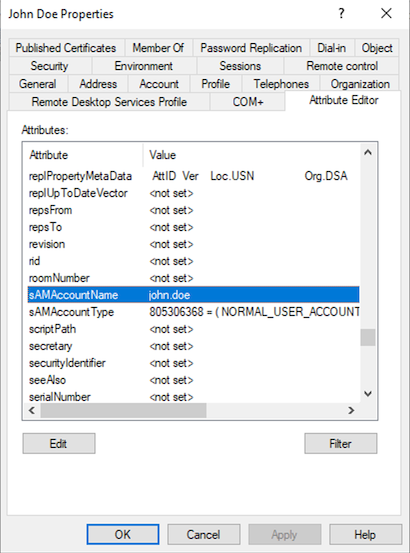 John Doe Properties
Published Certificates Member Of Password Replication Dial-in Object
Security Environment Sessions Remote control
General Address Account Profile Telephones Organization
Remote Desktop Services Profile COM+ Attribute Editor
Attributes:
Attribute Value
replPropertyMetaData AttID Ver Loc.USN Org.DSA
replUpToDateVector <not set>
repsFrom <not set>
repsTo <not set>
revision <not set>
rid <not set>
roomNumber <not set>
sAMAccountName john.doe
sAMAccountType 805306368 = ( NORMAL_USER_ACCOUNT
scriptPath <not set>
secretary <not set>
securityIdentifier <not set>
seeAlso <not set>
serialNumber <not set>
Edit Filter
OK Cancel Apply Help